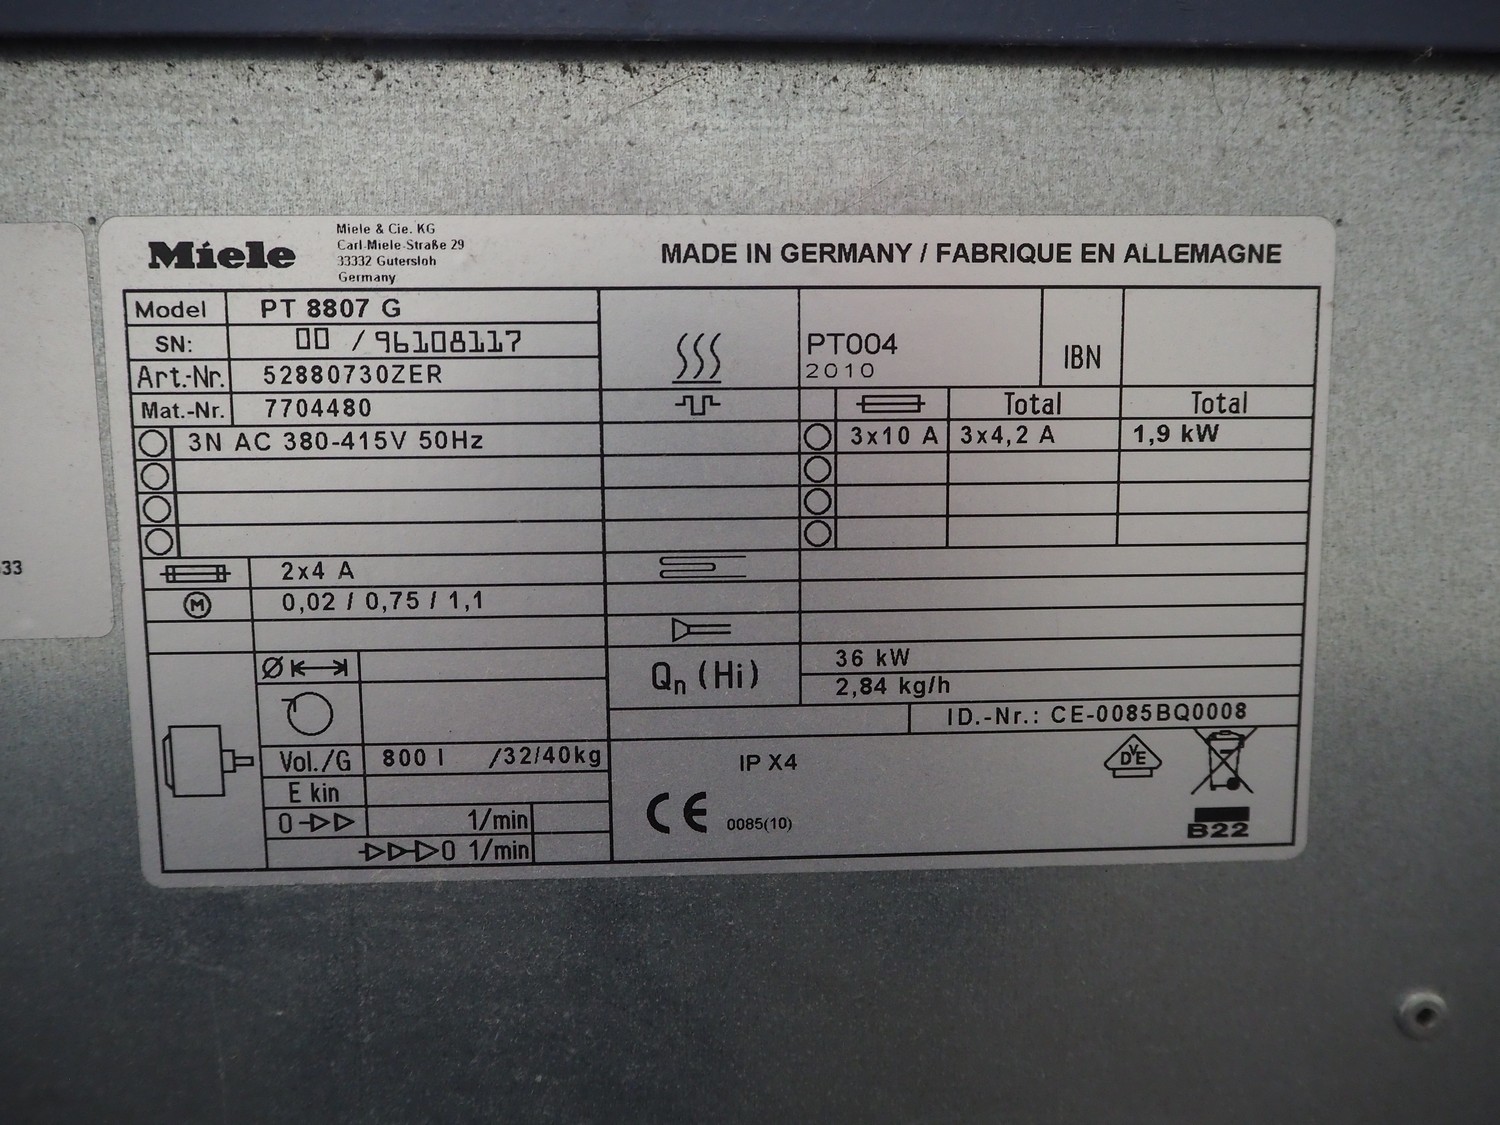 Miele
Miele & Cie. KG
Carl-Miele-Straße 29
33332 Gutersloh
Germany
MADE IN GERMANY / FABRIQUE EN ALLEMAGNE
Model PT 8807 G
SN: 00 / 96108117
Art.-Nr. 52880730ZER
Mat.-Nr. 7704480
PT004
2010
IBN
Total Total
3N AC 380-415V 50Hz
3x10 A 3x4,2 A 1,9 kW
2x4 A
M 0,02 / 0,75 / 1,1
Qn (Hi) 36 kW
2,84 kg/h
ID.-Nr.: CE-0085BQ0008
Ø
Vol./G 800 l /32/40kg
E kin
0 1/min
0 1/min
IP X4
CE 0085(10)
DVE
B22
33